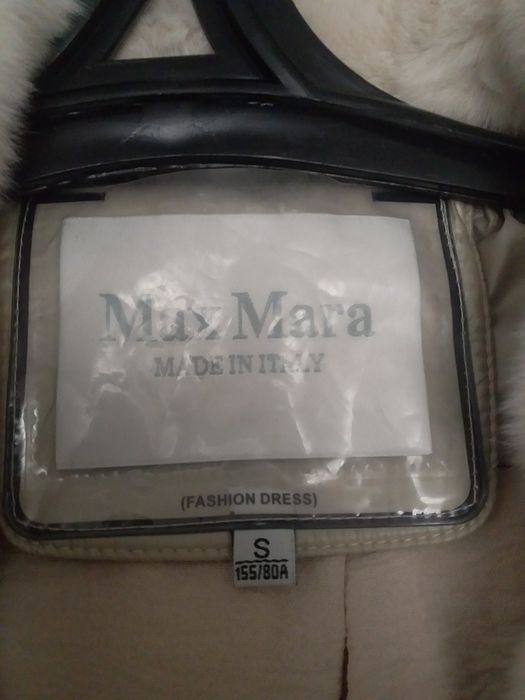 Max Mara
MADE IN ITALY
(FASHION DRESS)
S
155/80A